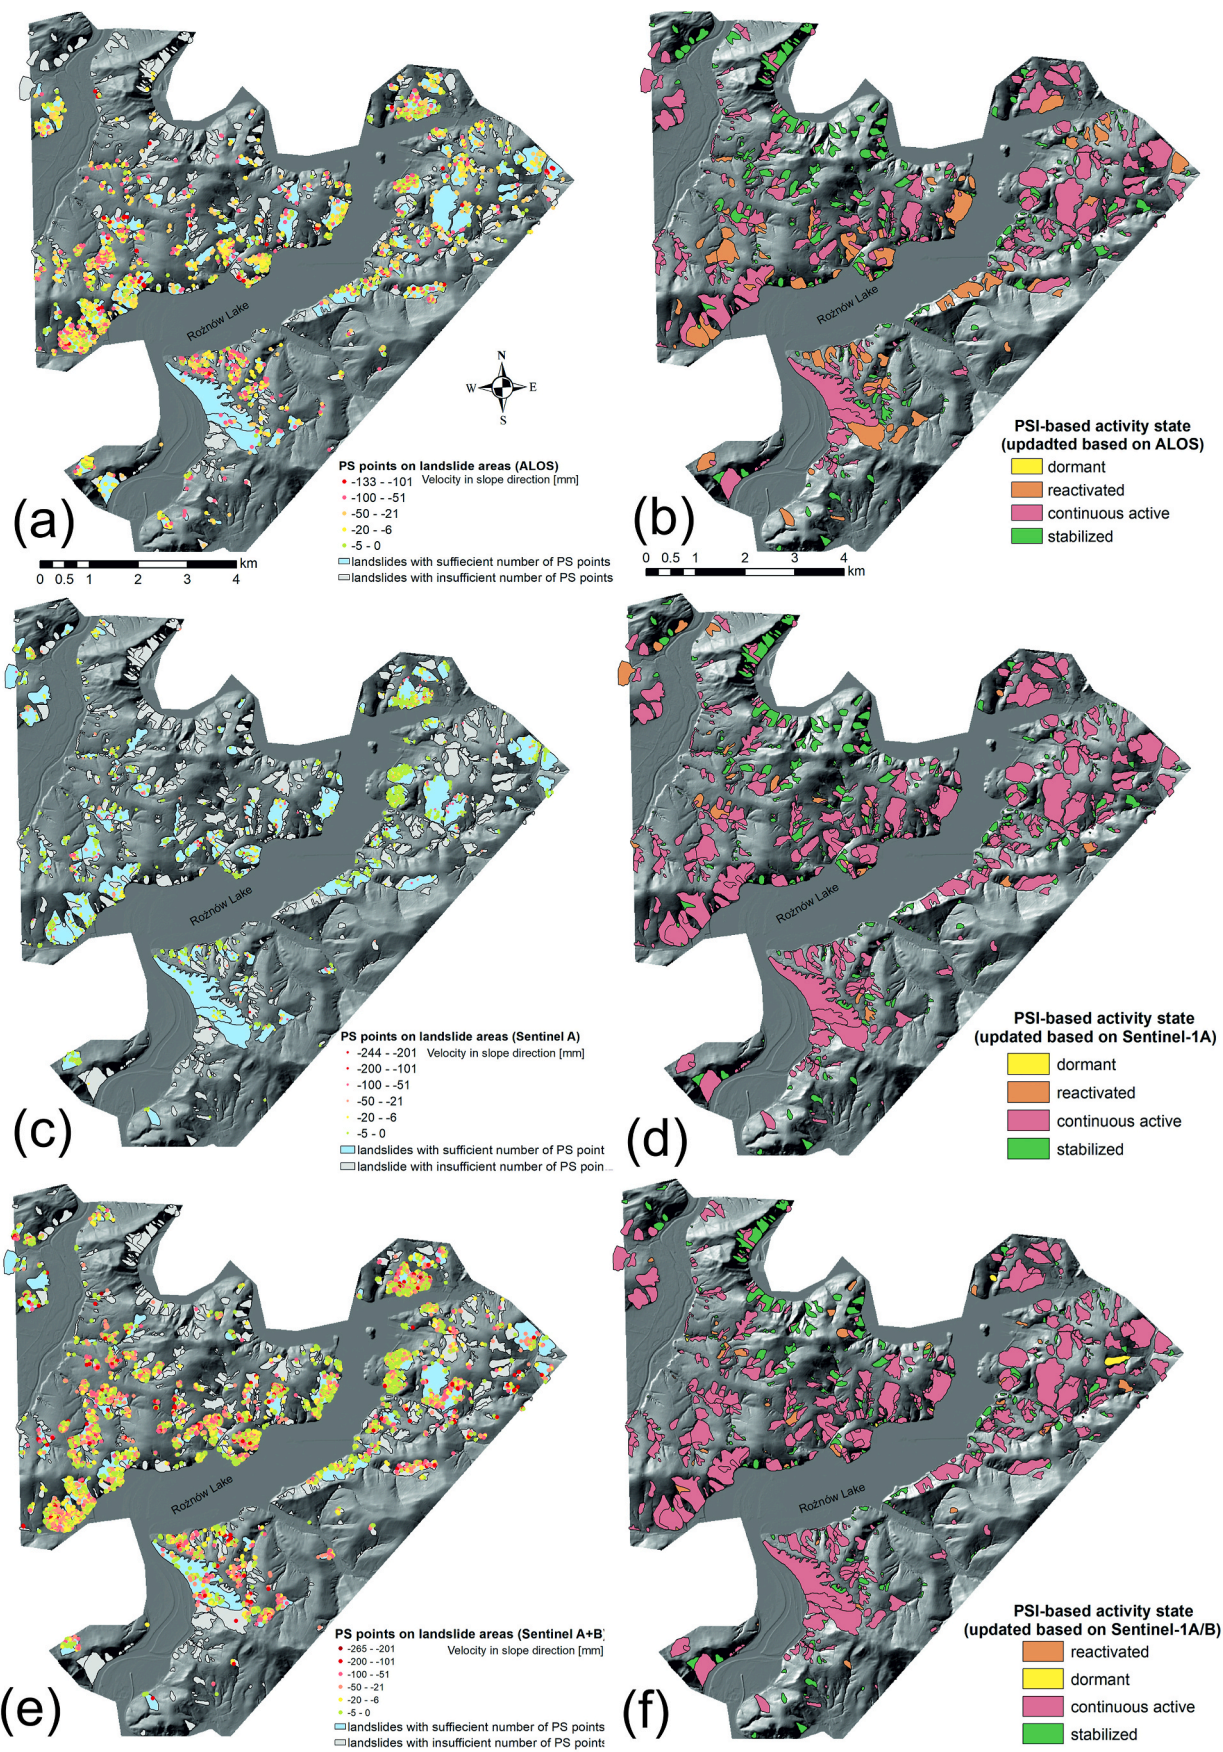 Rożnów Lake
N
W E
S
PS points on landslide areas (ALOS)
-133 - -101 Velocity in slope direction [mm]
-100 - -51
-50 - -21
-20 - -6
-5 - 0
landslides with suffiecient number of PS points
landslides with insufficient number of PS points
(a)
0 0.5 1 2 3 4 km
Rożnów Lake
PSI-based activity state
(updadted based on ALOS)
dormant
reactivated
continuous active
stabilized
(b)
0 0.5 1 2 3 4 km
Rożnów Lake
PS points on landslide areas (Sentinel A)
-244 - -201 Velocity in slope direction [mm]
-200 - -101
-100 - -51
-50 - -21
-20 - -6
-5 - 0
landslides with sufficient number of PS point
landslide with insufficient number of PS poin
(c)
Rożnów Lake
PSI-based activity state
(updated based on Sentinel-1A)
dormant
reactivated
continuous active
stabilized
(d)
Rożnów Lake
PS points on landslide areas (Sentinel A+B)
-265 - -201 Velocity in slope direction [mm]
-200 - -101
-100 - -51
-50 - -21
-20 - -6
-5 - 0
landslides with suffiecient number of PS points
landslides with insufficient number of PS points
(e)
Rożnów Lake
PSI-based activity state
(updated based on Sentinel-1A/B)
reactivated
dormant
continuous active
stabilized
(f)